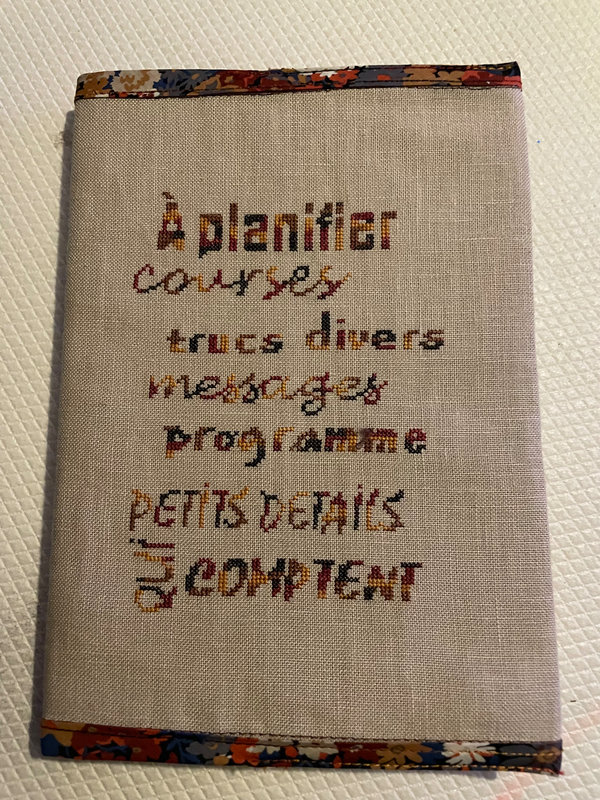 À planifier
courses
trucs divers
messages
programme
PETITS DETAILS
QUI COMPTENT